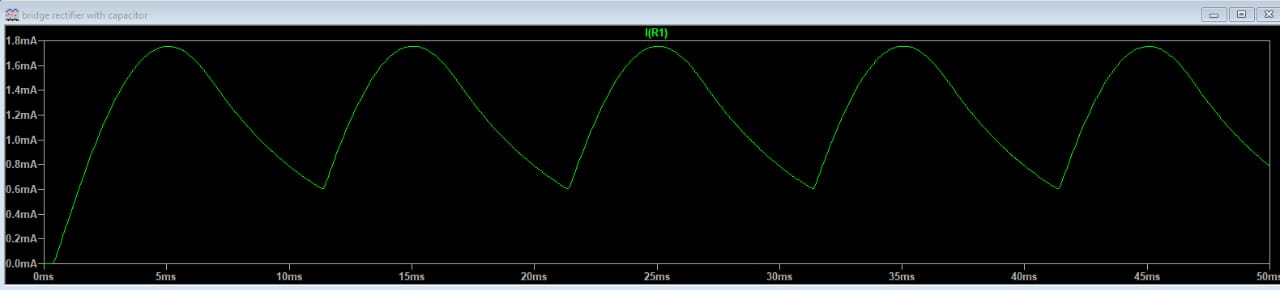 bridge rectifier with capacitor
I(R1)
1.8mA
1.6mA
1.4mA
1.2mA
1.0mA
0.8mA
0.6mA
0.4mA
0.2mA
0.0mA
0ms 5ms 10ms 15ms 20ms 25ms 30ms 35ms 40ms 45ms 50ms